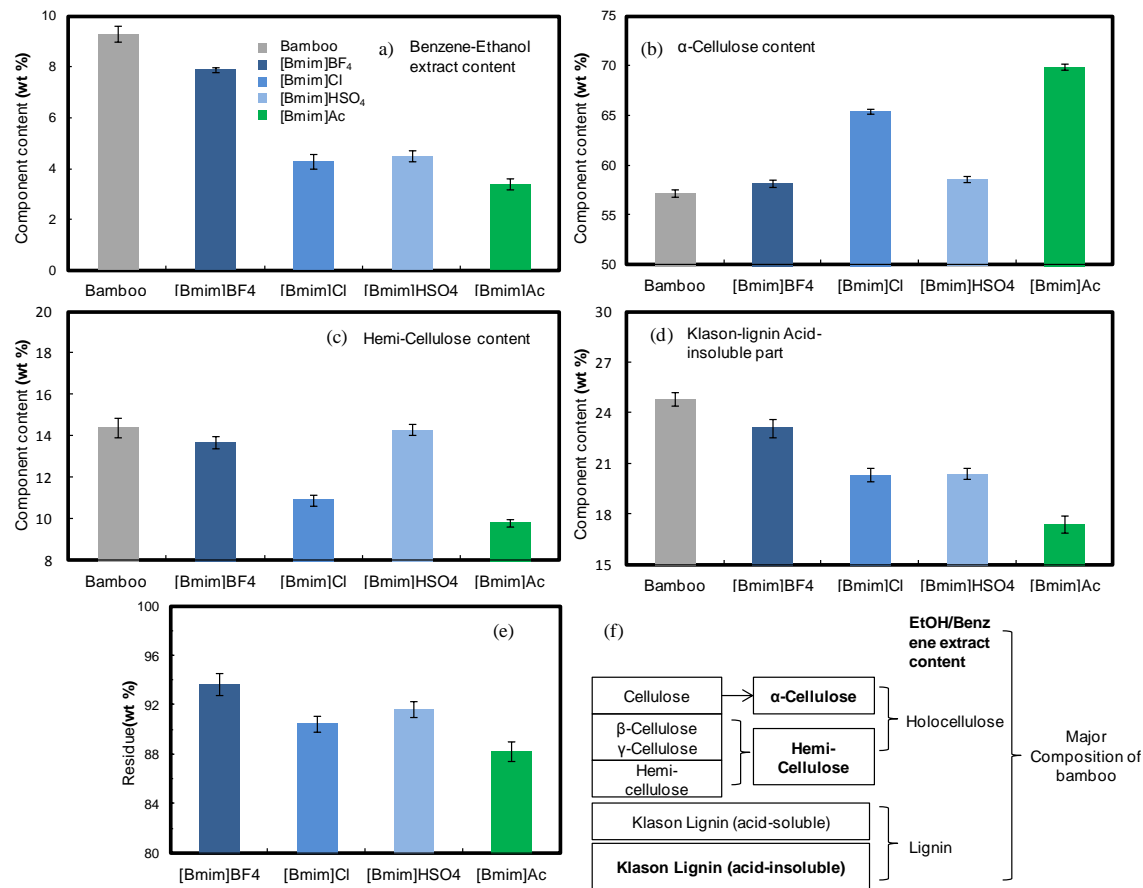 10
8
6
4
2
0
Component content (wt %)
a) Benzene-Ethanol
extract content
Bamboo
[Bmim]BF₄
[Bmim]Cl
[Bmim]HSO₄
[Bmim]Ac
Bamboo [Bmim]BF4 [Bmim]Cl [Bmim]HSO4 [Bmim]Ac
75
70
65
60
55
50
Component content (wt %)
(b) α-Cellulose content
Bamboo [Bmim]BF4 [Bmim]Cl [Bmim]HSO4 [Bmim]Ac
20
18
16
14
12
10
8
Component content (wt %)
(c) Hemi-Cellulose content
Bamboo [Bmim]BF4 [Bmim]Cl [Bmim]HSO4 [Bmim]Ac
30
27
24
21
18
15
Component content (wt %)
(d) Klason-lignin Acid-
insoluble part
Bamboo [Bmim]BF4 [Bmim]Cl [Bmim]HSO4 [Bmim]Ac
100
96
92
88
84
80
Residue(wt %)
(e)
[Bmim]BF4 [Bmim]Cl [Bmim]HSO4 [Bmim]Ac
(f)
EtOH/Benz
ene extract
content
Cellulose
α-Cellulose
β-Cellulose
γ-Cellulose
Hemi-
cellulose
Hemi-
Cellulose
Holocellulose
Klason Lignin (acid-soluble)
Klason Lignin (acid-insoluble)
Lignin
Major
Composition of
bamboo